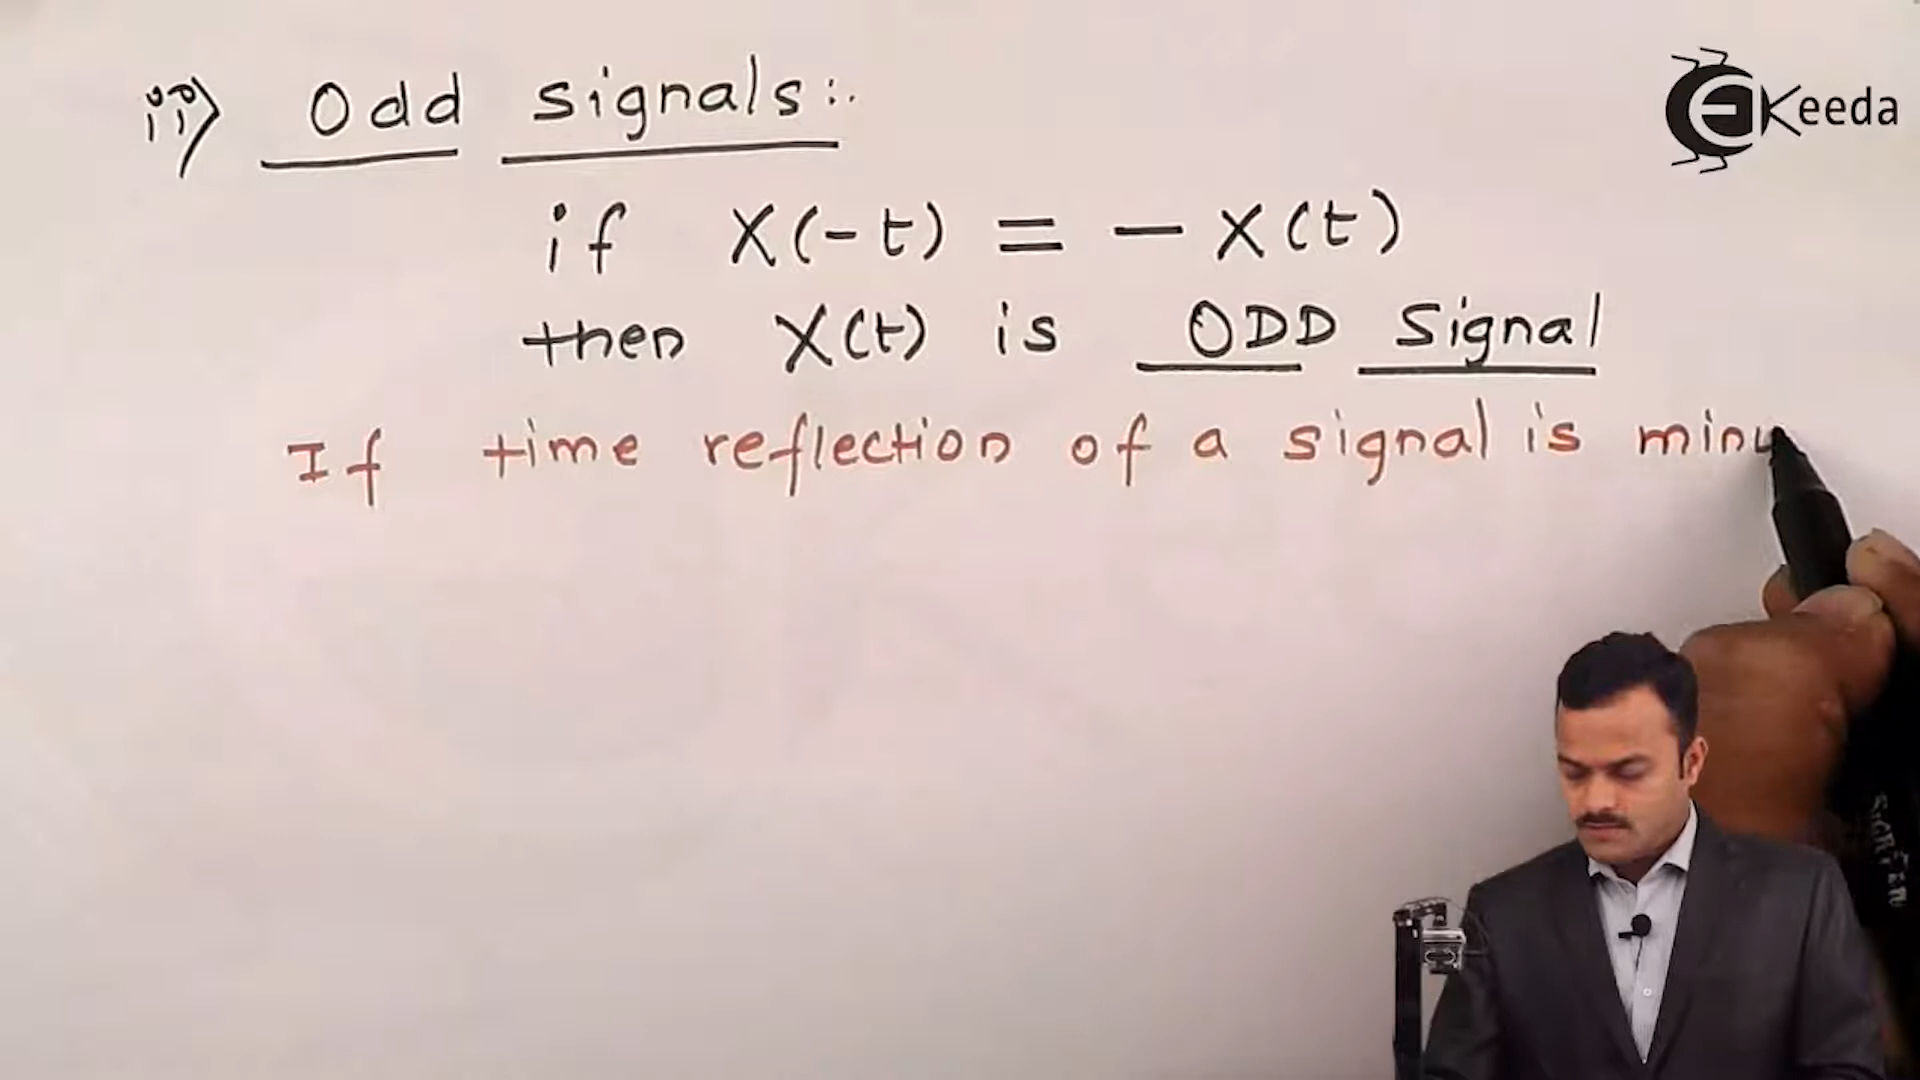 ii) Odd signals:.
Keeda
if X(-t) = - X(t)
then X(t) is ODD Signal
If time reflection of a signal is minu